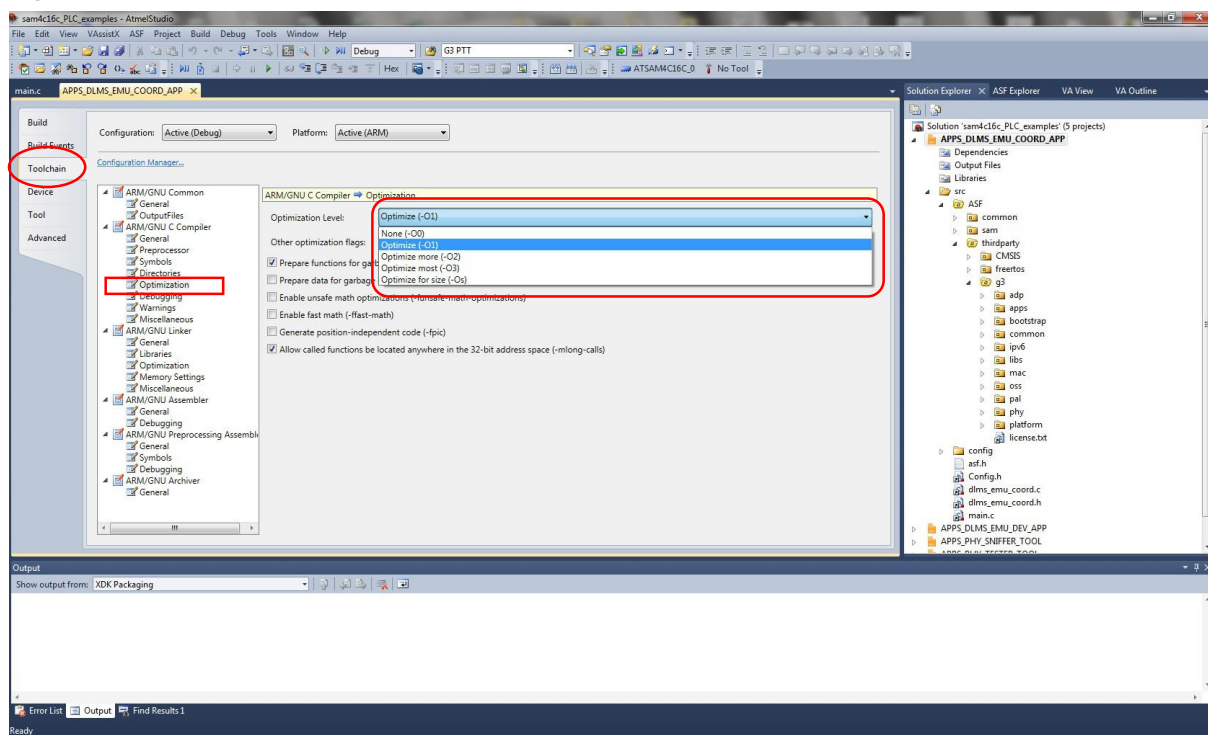 sam4c16c_PLC_examples - AtmelStudio
File Edit View VAssistX ASF Project Build Debug Tools Window Help
Debug G3 PTT
Hex ATSAM4C16C_0 No Tool
main.c APPS_DLMS_EMU_COORD_APP
Build
Build Events
Toolchain
Device
Tool
Advanced
Configuration: Active (Debug) Platform: Active (ARM)
Configuration Manager...
ARM/GNU Common
General
OutputFiles
ARM/GNU C Compiler
General
Preprocessor
Symbols
Directories
Optimization
Debugging
Warnings
Miscellaneous
ARM/GNU Linker
General
Libraries
Optimization
Memory Settings
Miscellaneous
ARM/GNU Assembler
General
Debugging
ARM/GNU Preprocessing Assembl
General
Symbols
Debugging
ARM/GNU Archiver
General
ARM/GNU C Compiler Optimization
Optimization Level: Optimize (-O1)
None (-O0)
Other optimization flags: Optimize (-O1)
Optimize more (-O2)
Prepare functions for garb Optimize most (-O3)
Prepare data for garbage Optimize for size (-Os)
Enable unsafe math optimizations (-funsafe-math-optimizations)
Enable fast math (-ffast-math)
Generate position-independent code (-fpic)
Allow called functions be located anywhere in the 32-bit address space (-mlong-calls)
Solution Explorer ASF Explorer VA View VA Outline
Solution 'sam4c16c_PLC_examples' (5 projects)
APPS_DLMS_EMU_COORD_APP
Dependencies
Output Files
Libraries
src
ASF
common
sam
thirdparty
CMSIS
freertos
g3
adp
apps
bootstrap
common
ipv6
libs
mac
oss
pal
phy
platform
license.txt
config
asf.h
Config.h
dlms_emu_coord.c
dlms_emu_coord.h
main.c
APPS_DLMS_EMU_DEV_APP
APPS_PHY_SNIFFER_TOOL
APPS_PHY_TESTER_TOOL
Output
Show output from: XDK Packaging
Error List Output Find Results 1
Ready